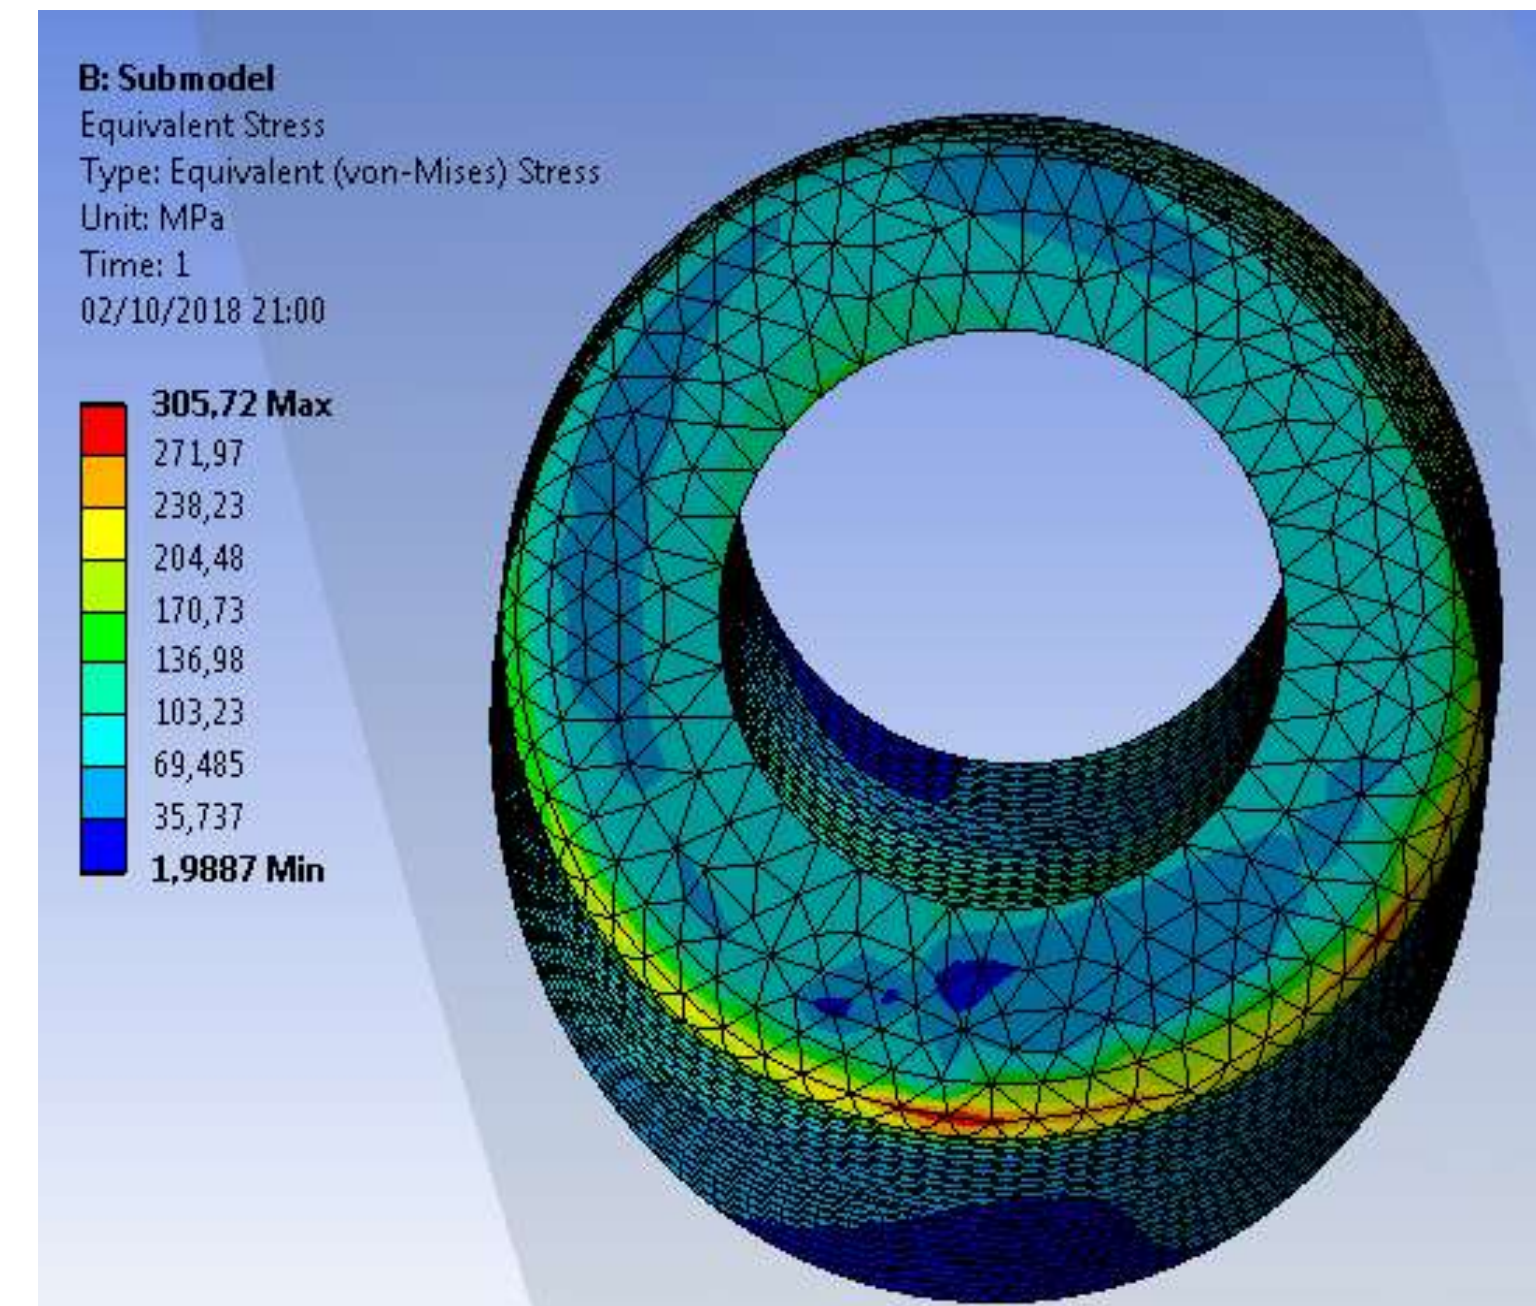 B: Submodel
Equivalent Stress
Type: Equivalent (von-Mises) Stress
Unit: MPa
Time: 1
02/10/2018 21:00
305,72 Max
271,97
238,23
204,48
170,73
136,98
103,23
69,485
35,737
1,9887 Min